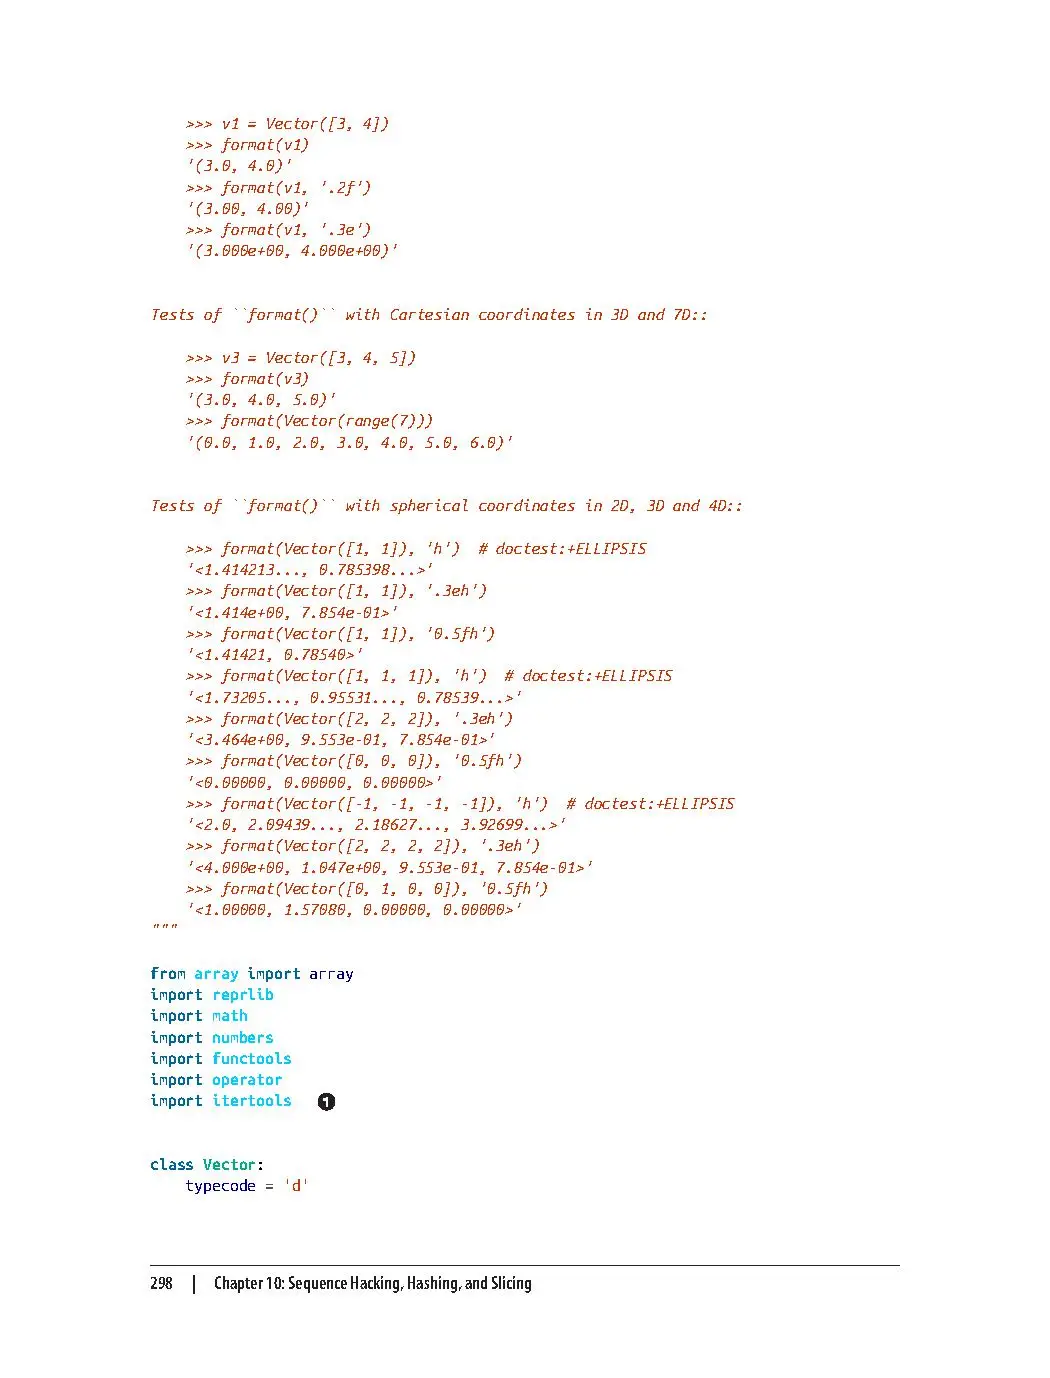 >>> v1 = Vector([3, 4])
>>> format(v1)
'(3.0, 4.0)'
>>> format(v1, '.2f')
'(3.00, 4.00)'
>>> format(v1, '.3e')
'(3.000e+00, 4.000e+00)'
Tests of ``format()`` with Cartesian coordinates in 3D and 7D::
>>> v3 = Vector([3, 4, 5])
>>> format(v3)
'(3.0, 4.0, 5.0)'
>>> format(Vector(range(7)))
'(0.0, 1.0, 2.0, 3.0, 4.0, 5.0, 6.0)'
Tests of ``format()`` with spherical coordinates in 2D, 3D and 4D::
>>> format(Vector([1, 1]), 'h')  # doctest:+ELLIPSIS
'<1.414213..., 0.785398...>'
>>> format(Vector([1, 1]), '.3eh')
'<1.414e+00, 7.854e-01>'
>>> format(Vector([1, 1]), '0.5fh')
'<1.41421, 0.78540>'
>>> format(Vector([1, 1, 1]), 'h')  # doctest:+ELLIPSIS
'<1.73205..., 0.95531..., 0.78539...>'
>>> format(Vector([2, 2, 2]), '.3eh')
'<3.464e+00, 9.553e-01, 7.854e-01>'
>>> format(Vector([0, 0, 0]), '0.5fh')
'<0.00000, 0.00000, 0.00000>'
>>> format(Vector([-1, -1, -1, -1]), 'h')  # doctest:+ELLIPSIS
'<2.0, 2.09439..., 2.18627..., 3.92699...>'
>>> format(Vector([2, 2, 2, 2]), '.3eh')
'<4.000e+00, 1.047e+00, 9.553e-01, 7.854e-01>'
>>> format(Vector([0, 1, 0, 0]), '0.5fh')
'<1.00000, 1.57080, 0.00000, 0.00000>'
"""
from array import array
import reprlib
import math
import numbers
import functools
import operator
import itertools ❶
class Vector:
typecode = 'd'
298 | Chapter 10: Sequence Hacking, Hashing, and Slicing